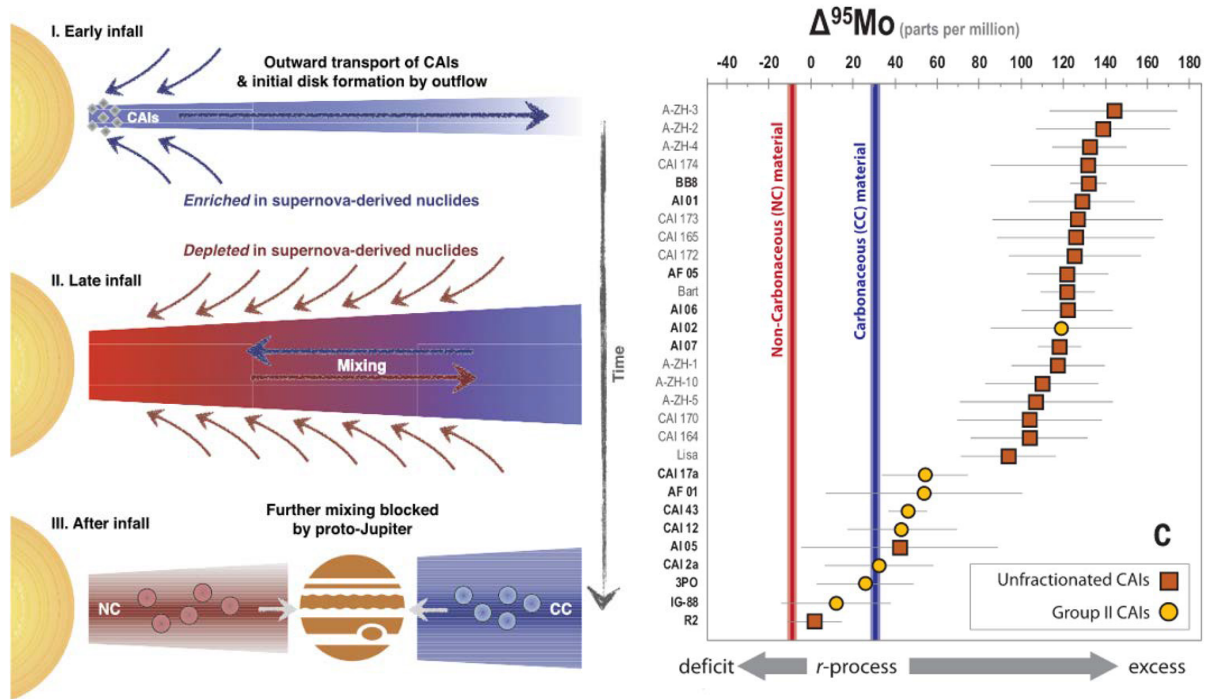 I. Early infall
Outward transport of CAIs
& initial disk formation by outflow
CAIs
Enriched in supernova-derived nuclides
Depleted in supernova-derived nuclides
II. Late infall
Mixing
Time
III. After infall
Further mixing blocked
by proto-Jupiter
NC
CC
Δ95Mo (parts per million)
-40 -20 0 20 40 60 80 100 120 140 160 180
Non-Carbonaceous (NC) material
Carbonaceous (CC) material
A-ZH-3
A-ZH-2
A-ZH-4
CAI 174
BB8
AI 01
CAI 173
CAI 165
CAI 172
AF 05
Bart
AI 06
AI 02
AI 07
A-ZH-1
A-ZH-10
A-ZH-5
CAI 170
CAI 164
Lisa
CAI 17a
AF 01
CAI 43
CAI 12
AI 05
CAI 2a
3PO
IG-88
R2
C
Unfractionated CAIs
Group II CAIs
deficit r-process excess